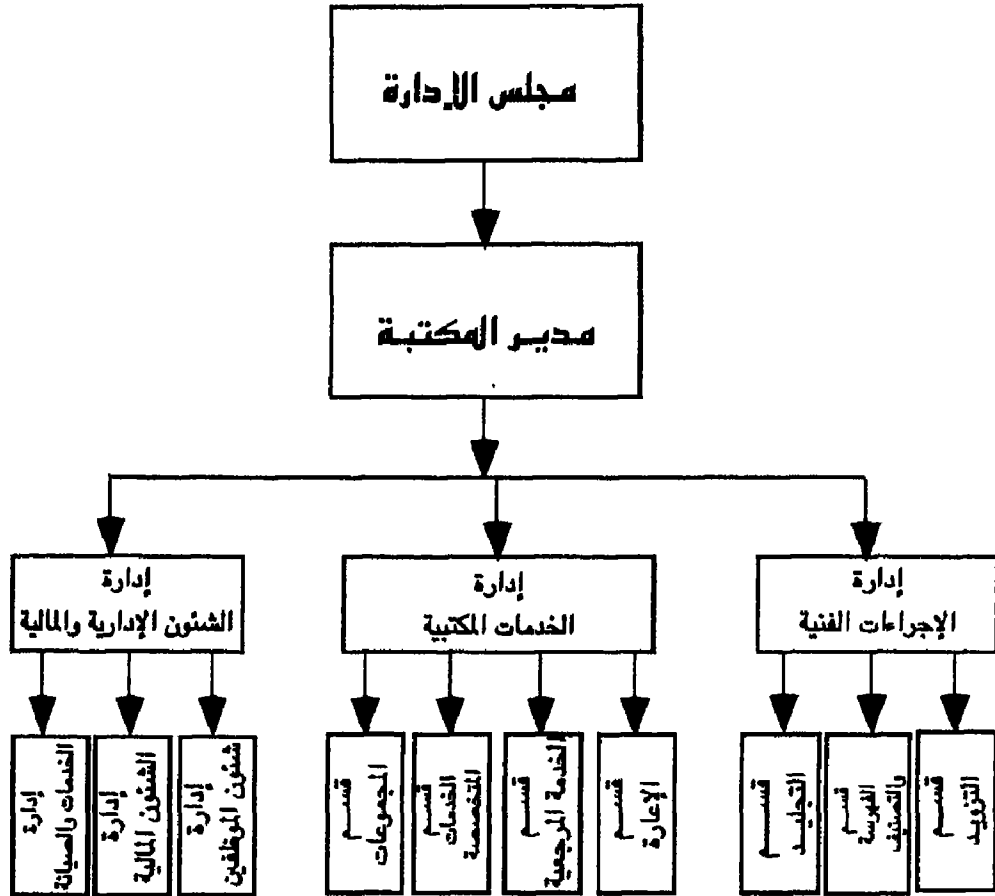 مجلس الإدارة
مدير المكتبة
إدارة
الإجراءات الفنية
إدارة
الخدمات المكتبية
إدارة
الشئون الإدارية والمالية
قسم
التزويد
قسم
الفهرسة
والتصنيف
قسم
التجليد
قسم
الإعارة
قسم
الخدمة المرجعية
قسم
الخدمات
المتخصصة
قسم
المجموعات
إدارة
شئون الموظفين
إدارة
الشئون المالية
إدارة
الخدمات والصيانة